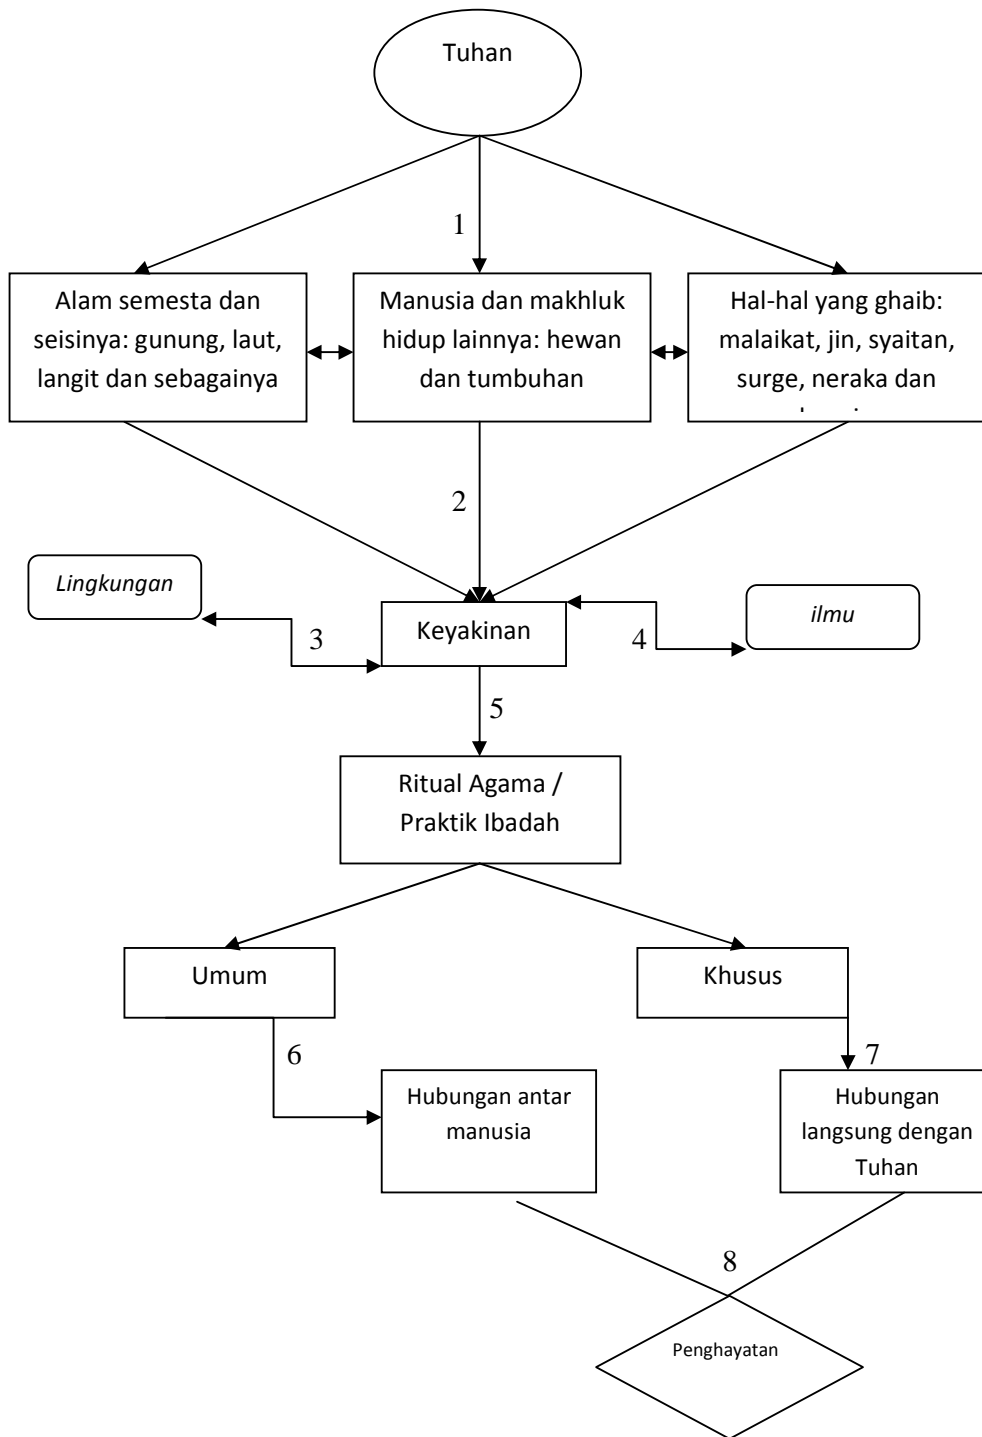 Tuhan
1
Alam semesta dan
seisinya: gunung, laut,
langit dan sebagainya
Manusia dan makhluk
hidup lainnya: hewan
dan tumbuhan
Hal-hal yang ghaib:
malaikat, jin, syaitan,
surge, neraka dan
2
Lingkungan
3
Keyakinan
4
ilmu
5
Ritual Agama /
Praktik Ibadah
Umum
Khusus
6
7
Hubungan antar
manusia
Hubungan
langsung dengan
Tuhan
8
Penghayatan